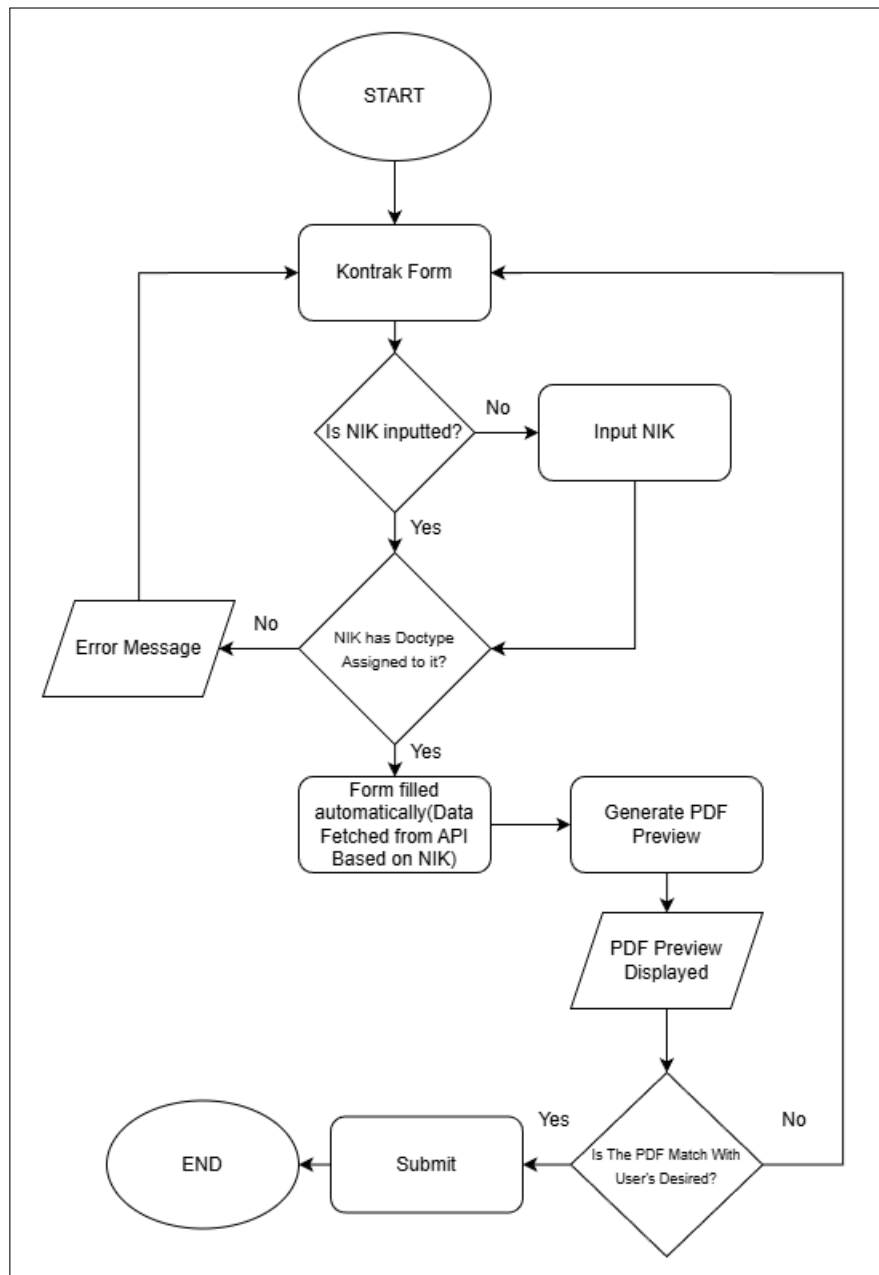 START
Kontrak Form
Is NIK inputted?
No
Input NIK
Yes
Error Message
No
NIK has Doctype
Assigned to it?
Yes
Form filled
automatically(Data
Fetched from API
Based on NIK)
Generate PDF
Preview
PDF Preview
Displayed
END
Submit
Yes
Is The PDF Match With
User's Desired?
No